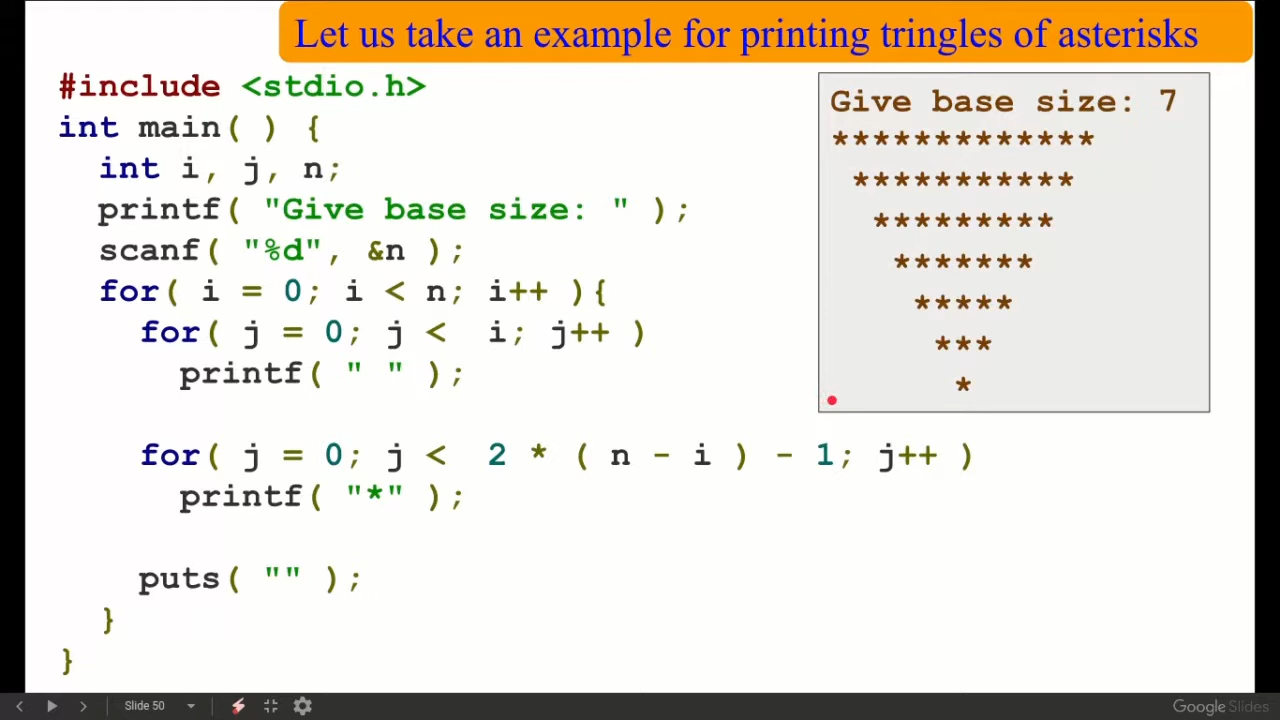 Let us take an example for printing tringles of asterisks
#include <stdio.h>
int main( ) {
  int i, j, n;
  printf( "Give base size: " );
  scanf( "%d", &n );
  for( i = 0; i < n; i++ ){
    for( j = 0; j <  i; j++ )
      printf( " " );

    for( j = 0; j <  2 * ( n - i ) - 1; j++ )
      printf( "*" );

    puts( "" );
  }
}
Give base size: 7
*************
 ***********
  *********
   *******
    *****
     ***
      *
Slide 50
Google Slides